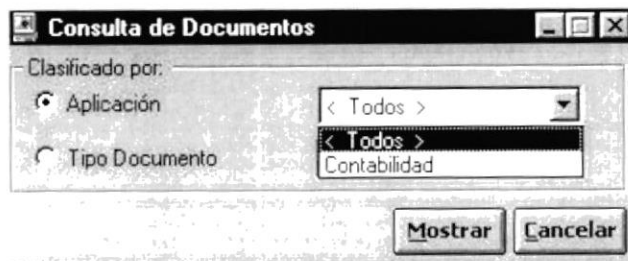 Consulta de Documentos
Clasificado por:
Aplicación
< Todos >
< Todos >
Tipo Documento
Contabilidad
Mostrar
Cancelar